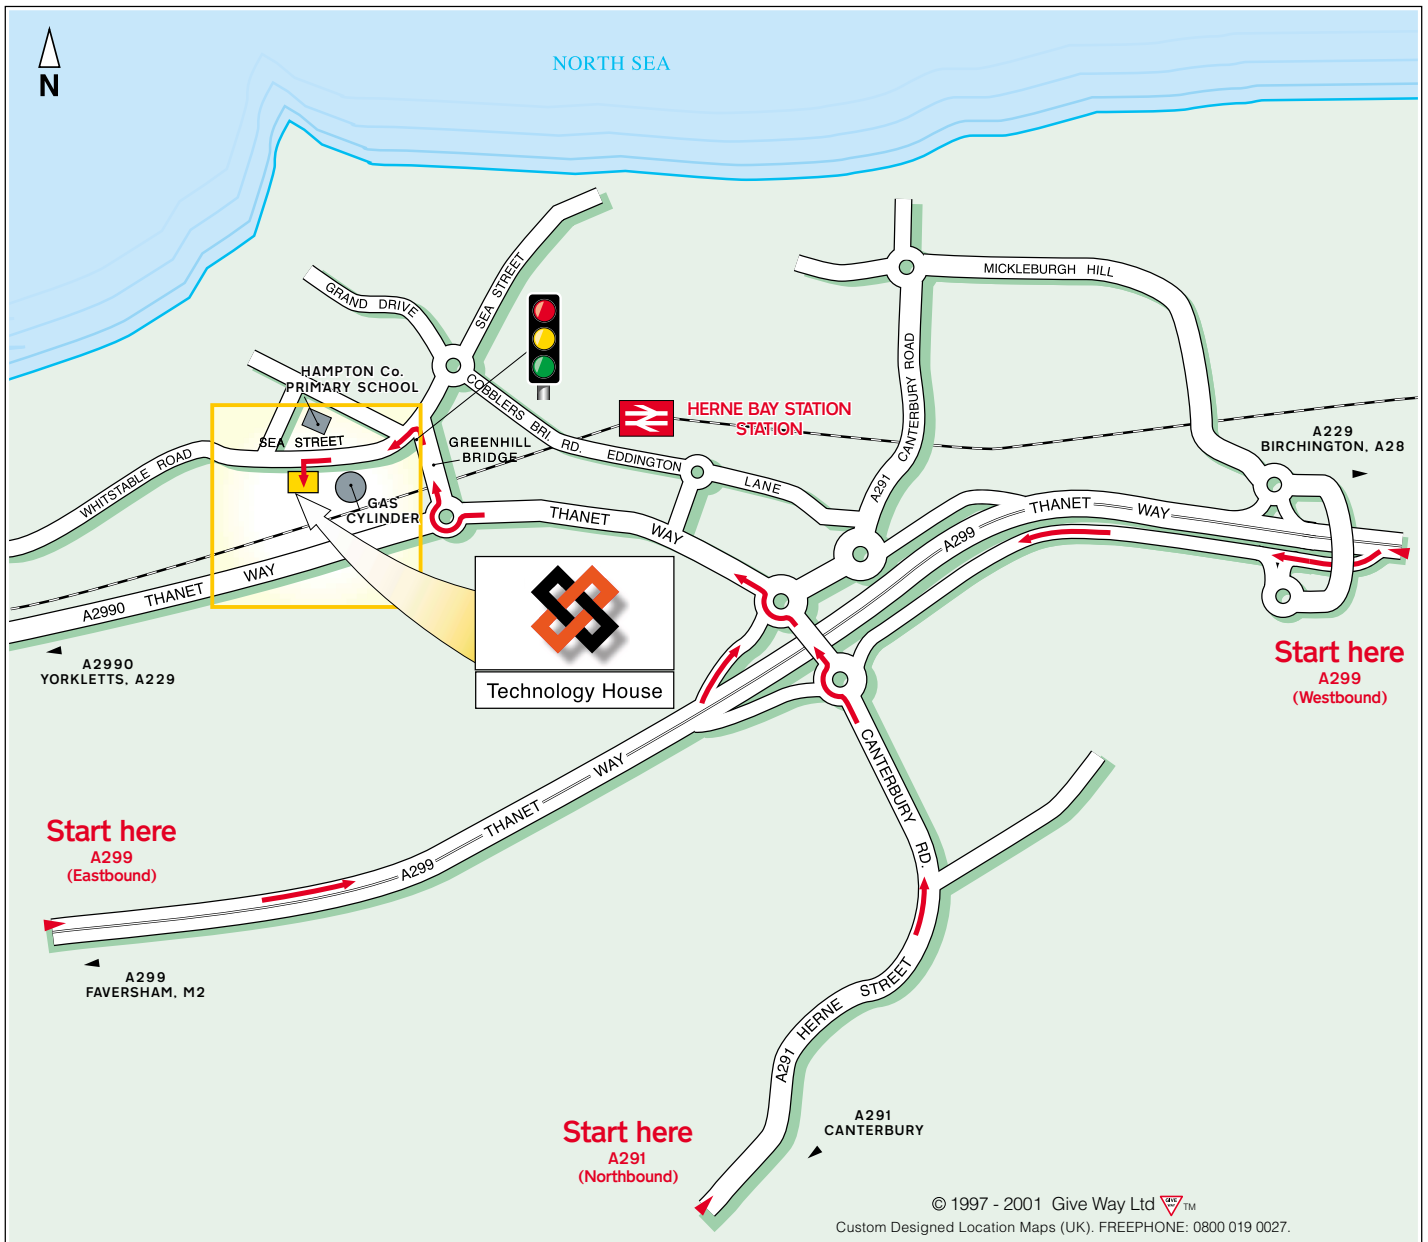 NORTH SEA
N
SEA STREET
GRAND DRIVE
MICKLEBURGH HILL
CANTERBURY ROAD
A291
HAMPTON Co.
PRIMARY SCHOOL
COBBLERS BRI. RD.
HERNE BAY STATION
STATION
SEA STREET
GREENHILL
BRIDGE
WHITSTABLE ROAD
EDDINGTON
LANE
GAS
CYLINDER
A229
BIRCHINGTON, A28
THANET WAY
A299 THANET WAY
A2990 THANET WAY
A2990
YORKLETTS, A229
Technology House
Start here
A299
(Westbound)
CANTERBURY RD.
A299 THANET WAY
Start here
A299
(Eastbound)
A299
FAVERSHAM, M2
A291 HERNE STREET
A291
CANTERBURY
Start here
A291
(Northbound)
© 1997 - 2001 Give Way Ltd GIVE WAY TM
Custom Designed Location Maps (UK). FREEPHONE: 0800 019 0027.